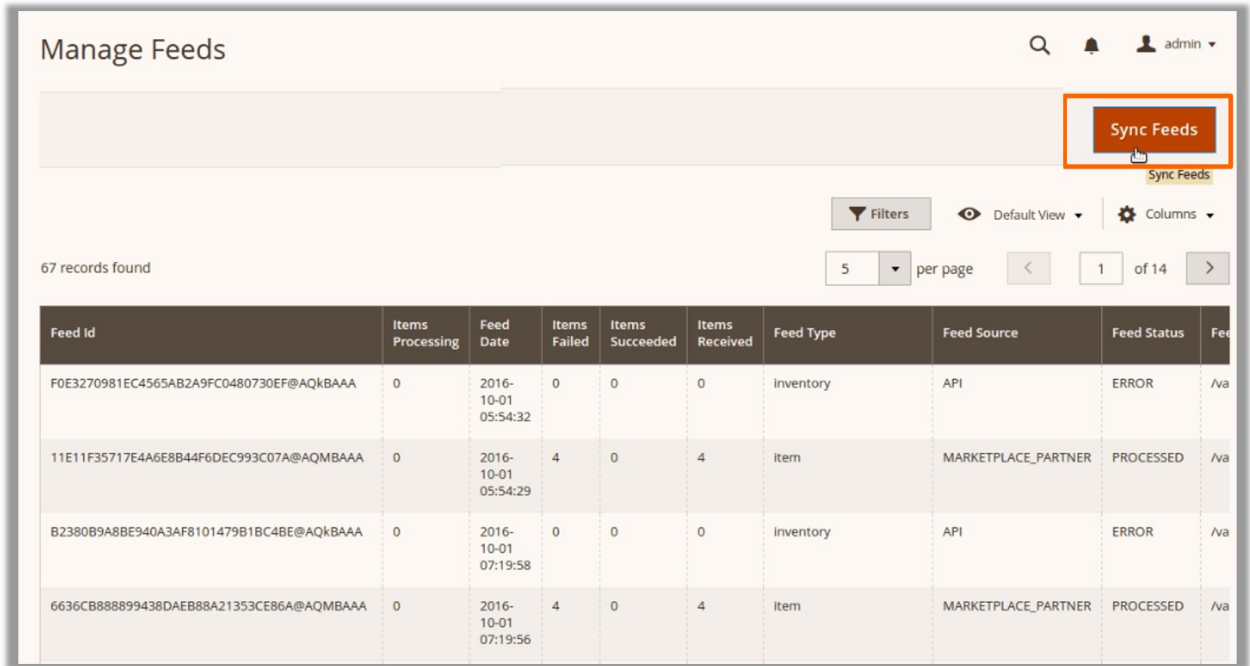 Manage Feeds
admin
Sync Feeds
Sync Feeds
Filters Default View Columns
67 records found 5 per page 1 of 14
Feed Id Items Processing Feed Date Items Failed Items Succeeded Items Received Feed Type Feed Source Feed Status Fee
F0E3270981EC4565AB2A9FC0480730EF@AQkBAAA 0 2016-10-01 05:54:32 0 0 0 inventory API ERROR /va
11E11F35717E4A6E8B44F6DEC993C07A@AQMBAAA 0 2016-10-01 05:54:29 4 0 4 item MARKETPLACE_PARTNER PROCESSED /va
B2380B9A8BE940A3AF8101479B1BC4BE@AQkBAAA 0 2016-10-01 07:19:58 0 0 0 inventory API ERROR /va
6636CB888899438DAEB88A21353CE86A@AQMBAAA 0 2016-10-01 07:19:56 4 0 4 item MARKETPLACE_PARTNER PROCESSED /va